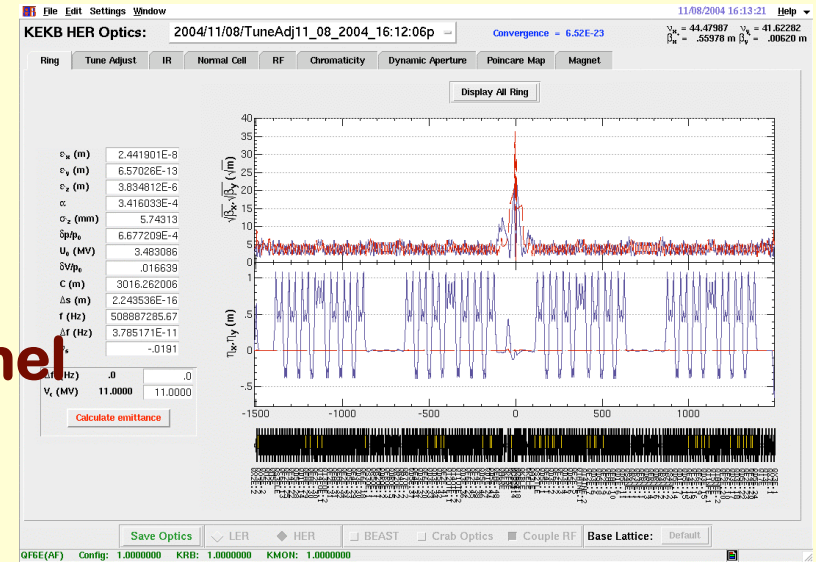 File Edit Settings Window 11/08/2004 16:13:21 Help
KEKB HER Optics: 2004/11/08/TuneAdj11_08_2004_16:12:06p Convergence = 6.52E-23
νx, = 44.47987 νy, = 41.62282
βx* = .55978 m βy* = .00620 m
Ring Tune Adjust IR Normal Cell RF Chromaticity Dynamic Aperture Poincare Map Magnet
Display All Ring
εx (m) 2.441901E-8
εy (m) 6.57026E-13
εz (m) 3.834812E-6
α 3.416033E-4
σz (mm) 5.74313
δp/p0 6.677209E-4
U0 (MV) 3.483086
δV/p0 .016639
C (m) 3016.262006
Δs (m) 2.243536E-16
f (Hz) 508887285.67
Δf (Hz) 3.785171E-11
-.0191
nel
Δf (Hz) .0 .0
Vc (MV) 11.0000 11.0000
Calculate emittance
√βx,√βy (√m)
40
35
30
25
20
15
10
5
0
ηx,ηy (m)
1
.5
0
-.5
-1500 -1000 -500 0 500 1000
Save Optics LER HER BEAST Crab Optics Couple RF Base Lattice: Default
QF6E(AF) Config: 1.0000000 KRB: 1.0000000 KMON: 1.0000000